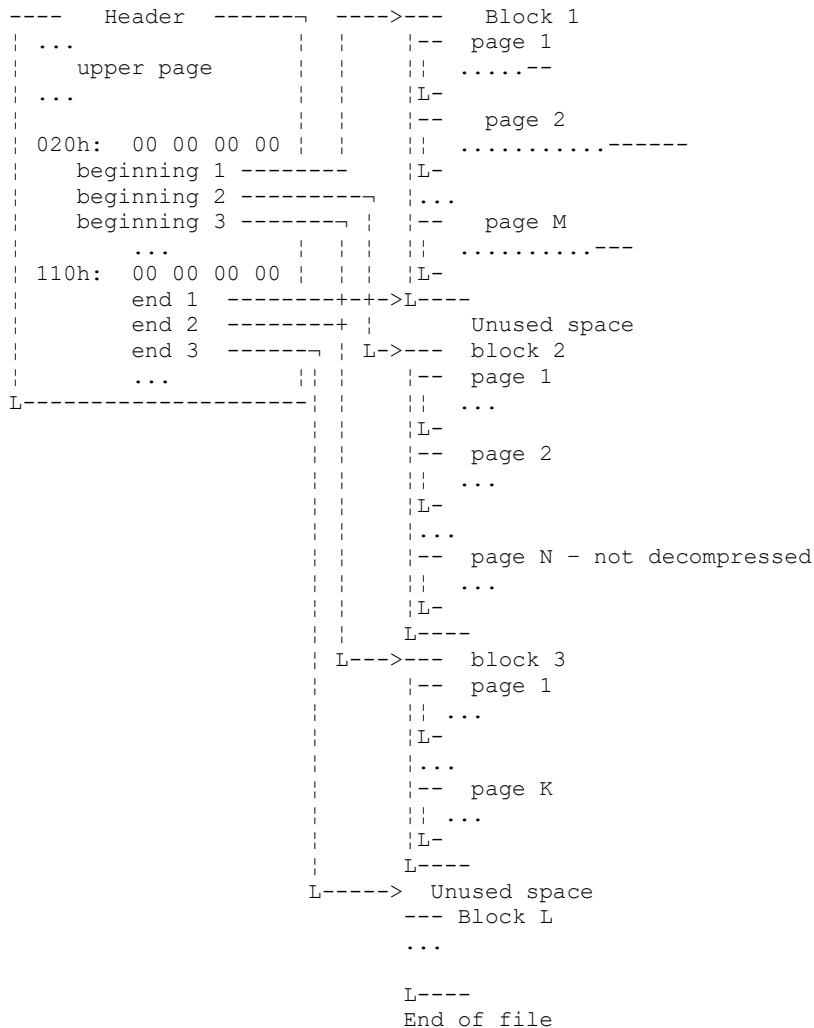 ---- Header ------¬ ---->--- Block 1
¦ ... ¦ ¦ ¦-- page 1
¦ upper page ¦ ¦ ¦¦ .....--
¦ ... ¦ ¦ ¦L-
¦ ¦ ¦ ¦-- page 2
¦ 020h: 00 00 00 00 ¦ ¦ ¦¦ ...........------
¦ beginning 1 -------- ¦L-
¦ beginning 2 ---------¬ ¦...
¦ beginning 3 -------¬ ¦ ¦-- page M
¦ ... ¦ ¦ ¦ ¦¦ ..........---
¦ 110h: 00 00 00 00 ¦ ¦ ¦ ¦L-
¦ end 1 --------+-+->L----
¦ end 2 --------+ ¦ Unused space
¦ end 3 ------¬ ¦ L->--- block 2
¦ ... ¦¦ ¦ ¦-- page 1
L---------------------¦ ¦ ¦¦ ...
¦ ¦ ¦L-
¦ ¦ ¦-- page 2
¦ ¦ ¦¦ ...
¦ ¦ ¦L-
¦ ¦ ¦...
¦ ¦ ¦-- page N – not decompressed
¦ ¦ ¦¦ ...
¦ ¦ ¦L-
¦ ¦ L----
¦ L--->--- block 3
¦ ¦-- page 1
¦ ¦¦ ...
¦ ¦L-
¦ ¦...
¦ ¦-- page K
¦ ¦¦ ...
¦ ¦L-
¦ L----
L-----> Unused space
--- Block L
...
L----
End of file